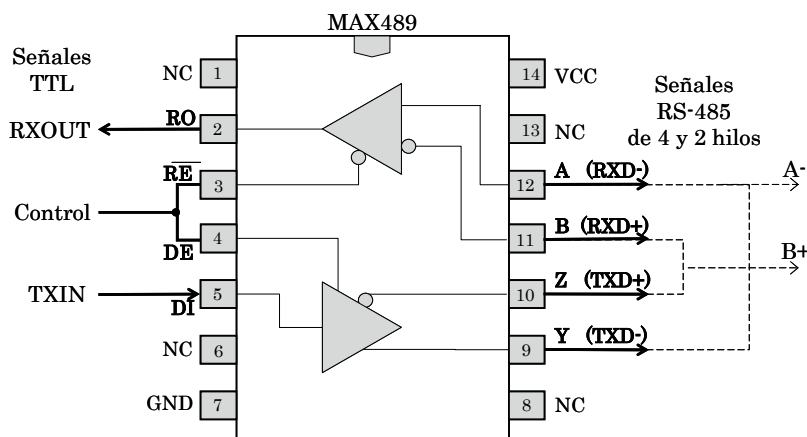 MAX489
Señales
TTL
NC 1
14 VCC
Señales
RS-485
de 4 y 2 hilos
RXOUT
RO
2
13 NC
RE
3
12
A (RXD-)
A-
Control
4
DE
11
B (RXD+)
B+
TXIN
5
DI
10
Z (TXD+)
NC 6
9
Y (TXD-)
GND 7
8 NC